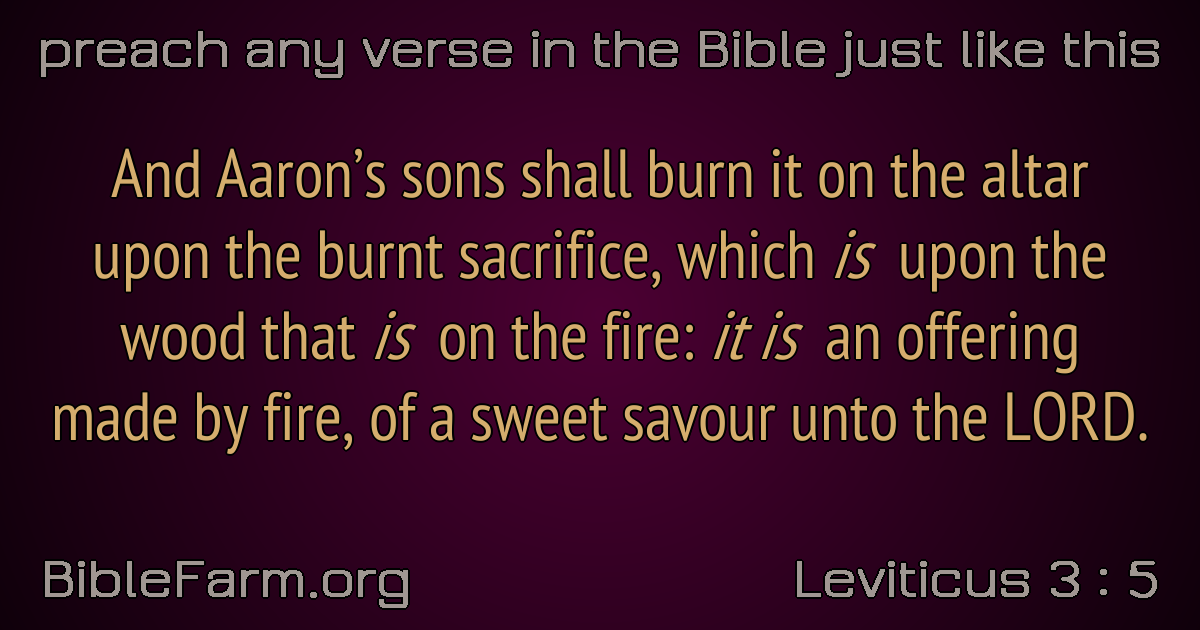 preach any verse in the Bible just like this
And Aaron’s sons shall burn it on the altar
upon the burnt sacrifice, which is upon the
wood that is on the fire: it is an offering
made by fire, of a sweet savour unto the LORD.
BibleFarm.org
Leviticus 3 : 5